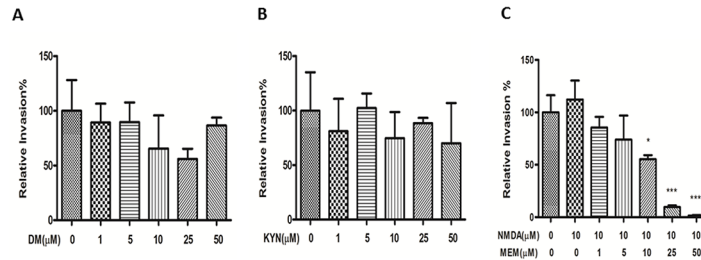 A
B
C
Relative Invasion%
150
100
50
0
DM(μM) 0 1 5 10 25 50
Relative Invasion%
150
100
50
0
KYN(μM) 0 1 5 10 25 50
Relative Invasion %
150
100
50
0
*
***
***
NMDA(μM) 0 10 10 10 10 10 10
MEM(μM) 0 0 1 5 10 25 50